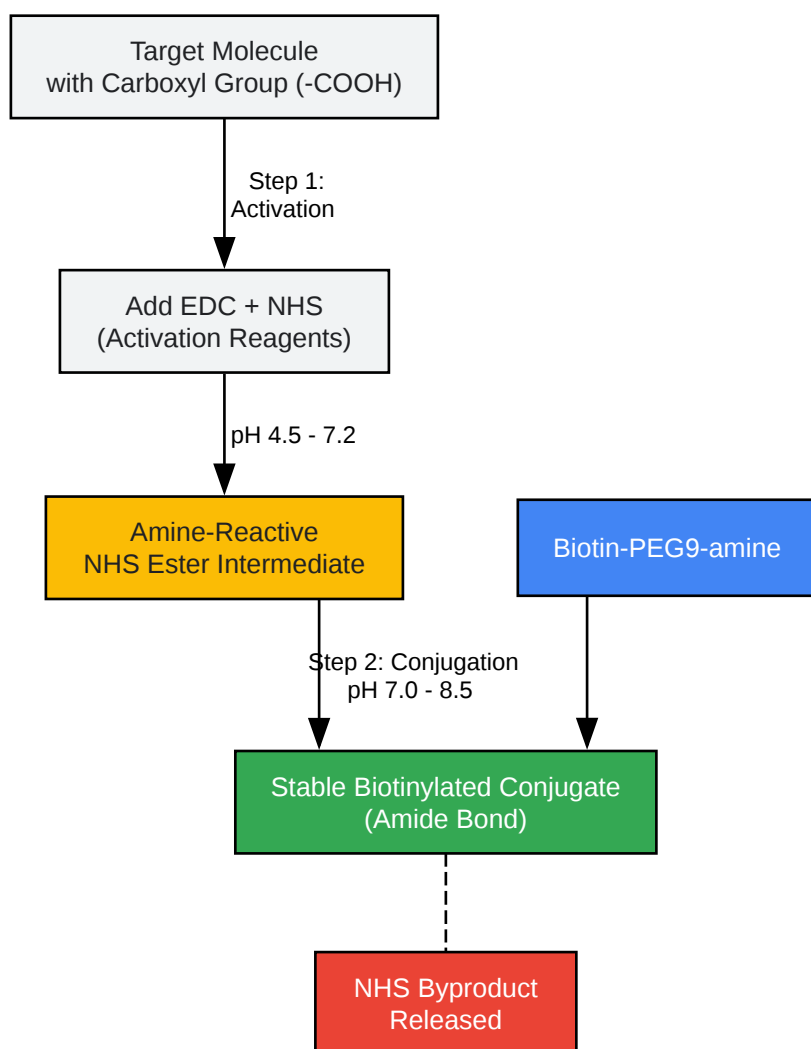 Target Molecule
with Carboxyl Group (-COOH)
Step 1:
Activation
Add EDC + NHS
(Activation Reagents)
pH 4.5 - 7.2
Amine-Reactive
NHS Ester Intermediate
Biotin-PEG9-amine
Step 2: Conjugation
pH 7.0 - 8.5
Stable Biotinylated Conjugate
(Amide Bond)
NHS Byproduct
Released